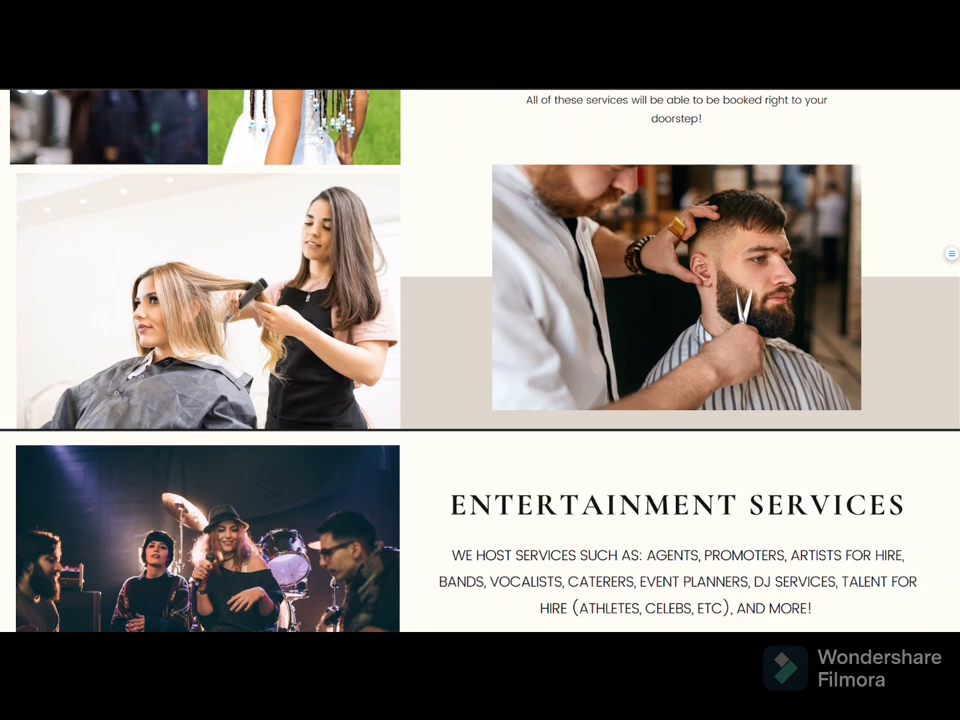 All of these services will be able to be booked right to your
doorstep!
ENTERTAINMENT SERVICES
WE HOST SERVICES SUCH AS: AGENTS, PROMOTERS, ARTISTS FOR HIRE,
BANDS, VOCALISTS, CATERERS, EVENT PLANNERS, DJ SERVICES, TALENT FOR
HIRE (ATHLETES, CELEBS, ETC), AND MORE!
Wondershare
Filmora